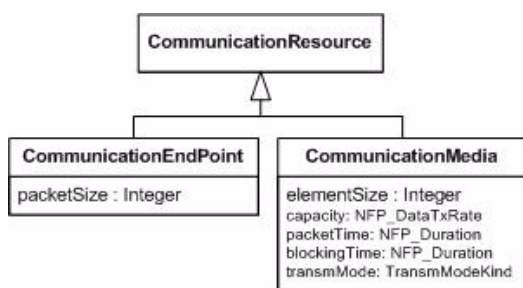 CommunicationResource
CommunicationEndPoint
packetSize : Integer
CommunicationMedia
elementSize : Integer
capacity: NFP_DataTxRate
packetTime: NFP_Duration
blockingTime: NFP_Duration
transmMode: TransmModeKind